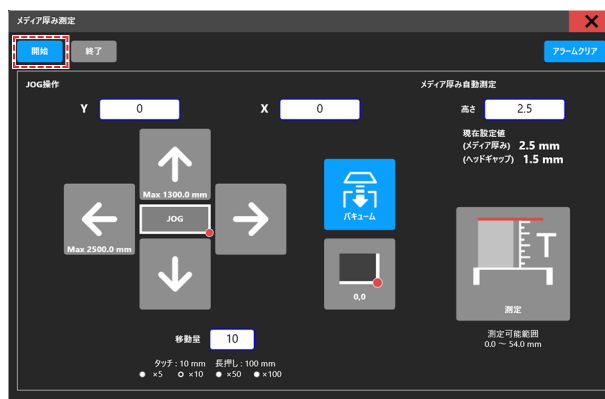 メディア厚み測定
開始 終了 アラームクリア
JOG操作
メディア厚み自動測定
Y 0 X 0
高さ 2.5
現在設定値
(メディア厚み) 2.5 mm
(ヘッドギャップ) 1.5 mm
Max 1300.0 mm
JOG
Max 2500.0 mm
バキューム
0,0
T
測定
測定可能範囲
0.0 ～ 54.0 mm
移動量 10
タッチ : 10 mm 長押し : 100 mm
×5 ×10 ×50 ×100